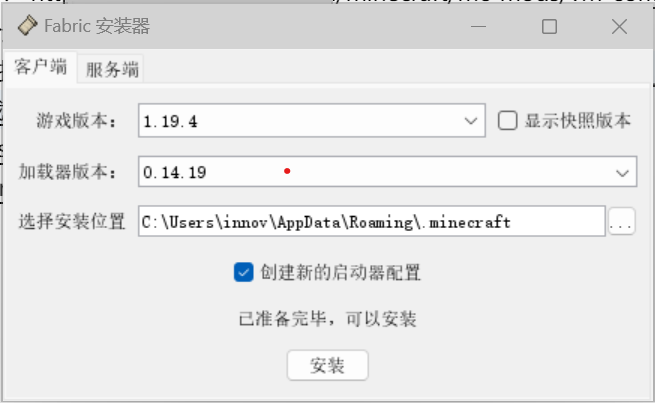 Fabric 安装器
客户端 服务端
游戏版本： 1.19.4 显示快照版本
加载器版本： 0.14.19
选择安装位置 C:\Users\innov\AppData\Roaming\.minecraft ...
创建新的启动器配置
已准备完毕，可以安装
安装